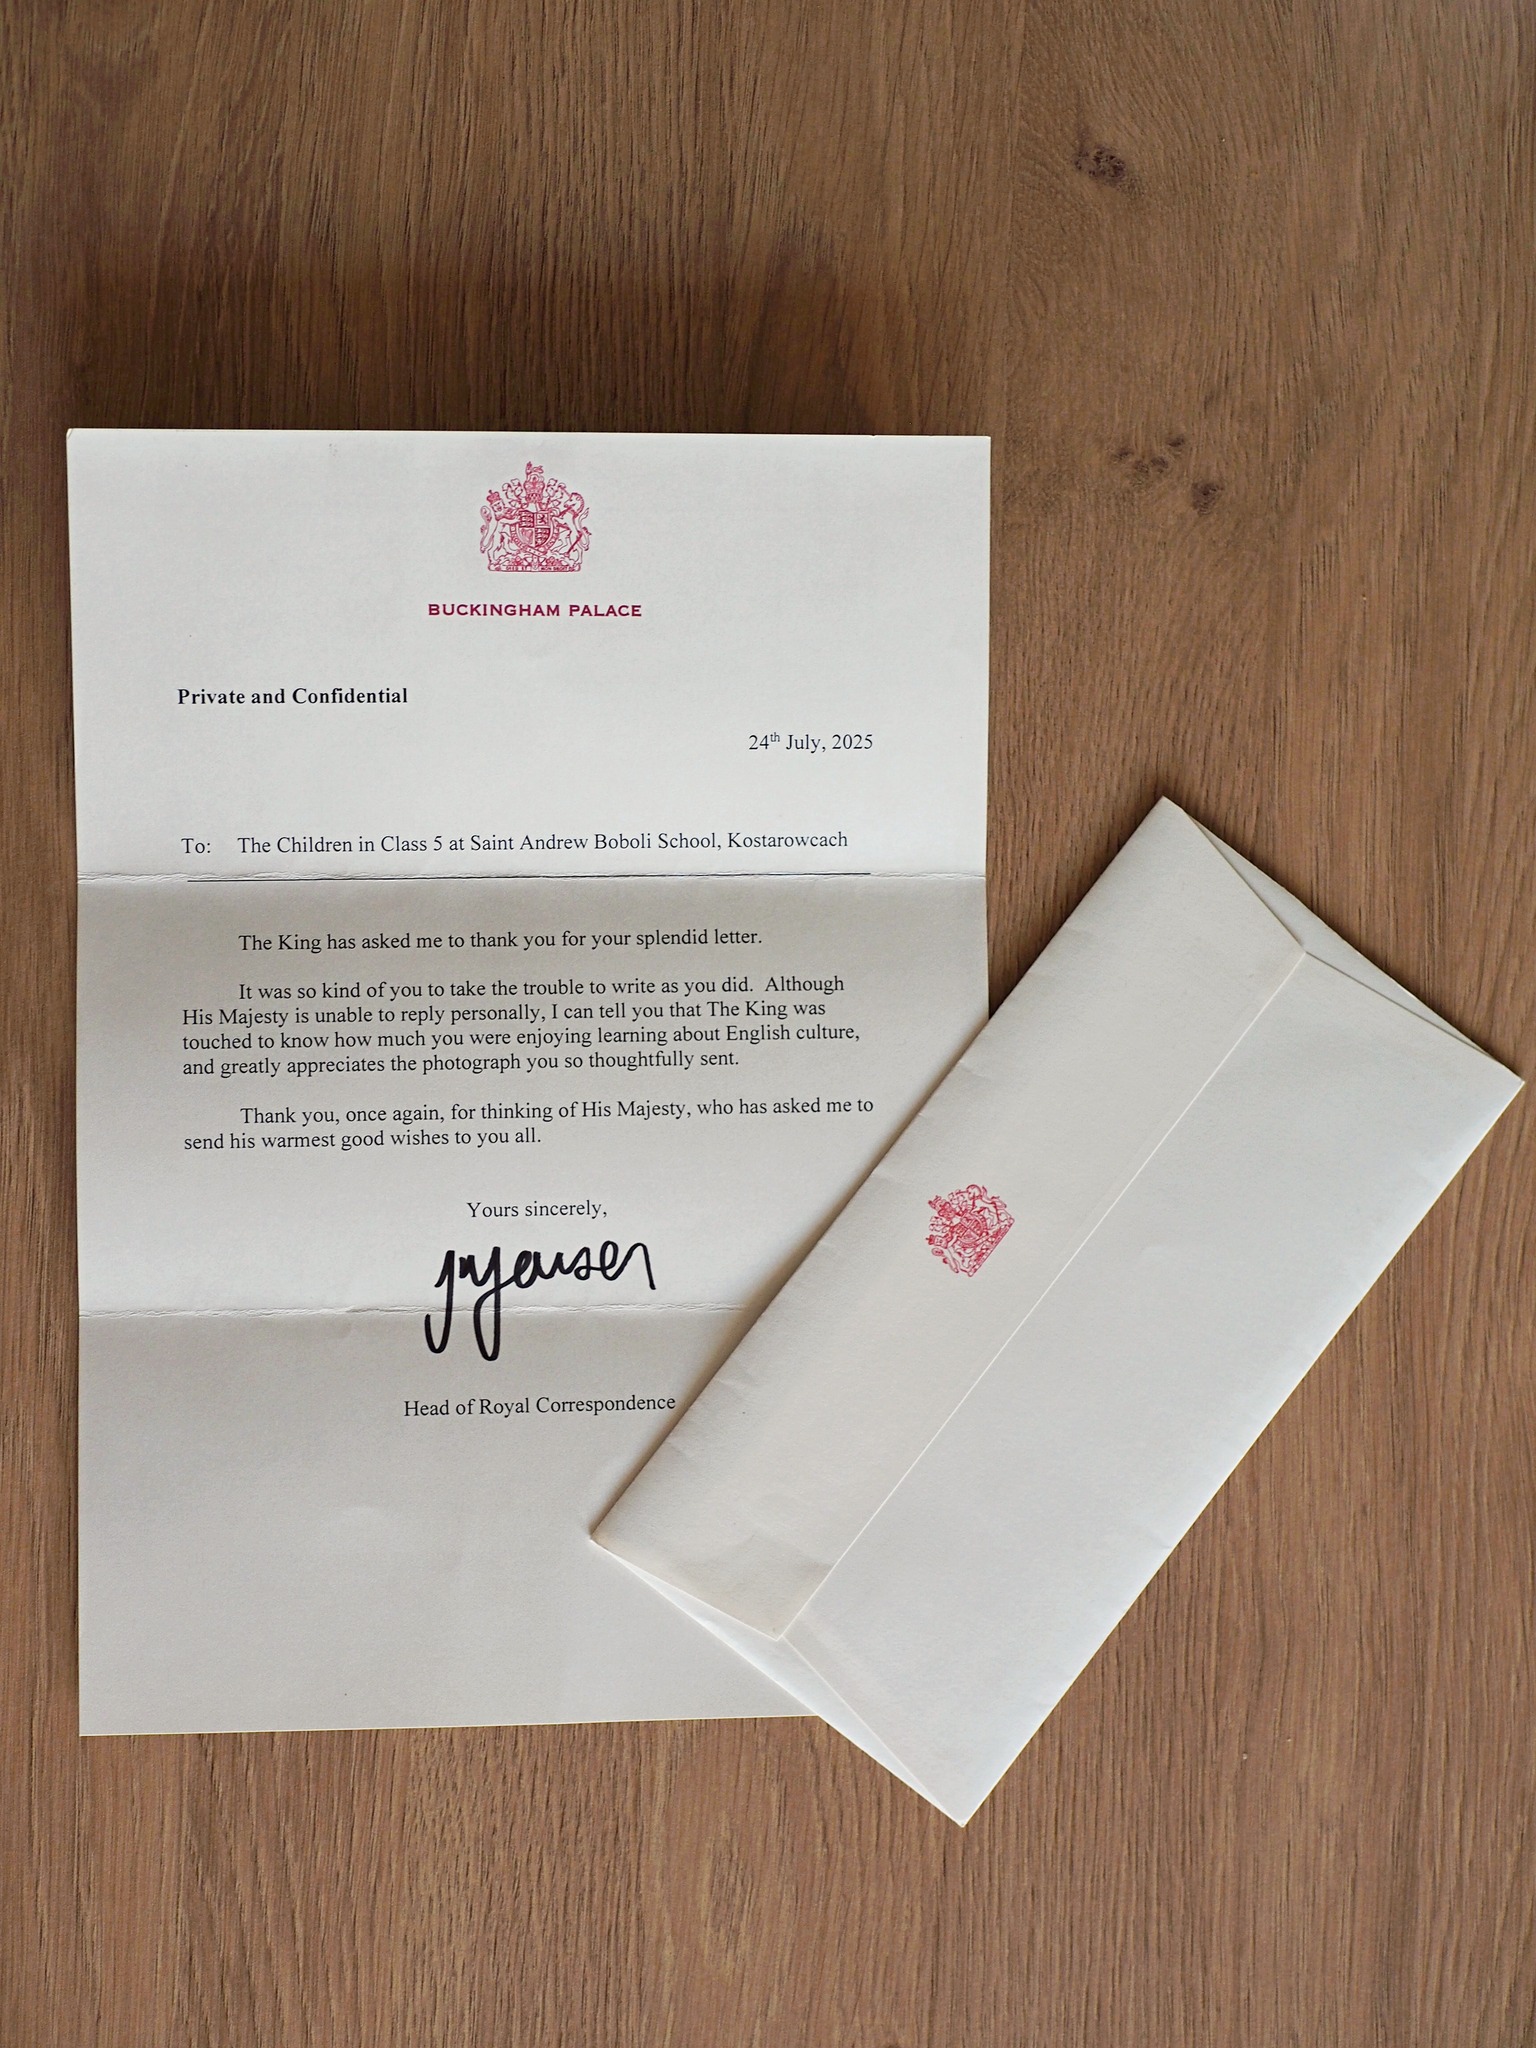 BUCKINGHAM PALACE
Private and Confidential
24th July, 2025
To: The Children in Class 5 at Saint Andrew Boboli School, Kostarowcach
The King has asked me to thank you for your splendid letter.
It was so kind of you to take the trouble to write as you did. Although
His Majesty is unable to reply personally, I can tell you that The King was
touched to know how much you were enjoying learning about English culture,
and greatly appreciates the photograph you so thoughtfully sent.
Thank you, once again, for thinking of His Majesty, who has asked me to
send his warmest good wishes to you all.
Yours sincerely,
Head of Royal Correspondence